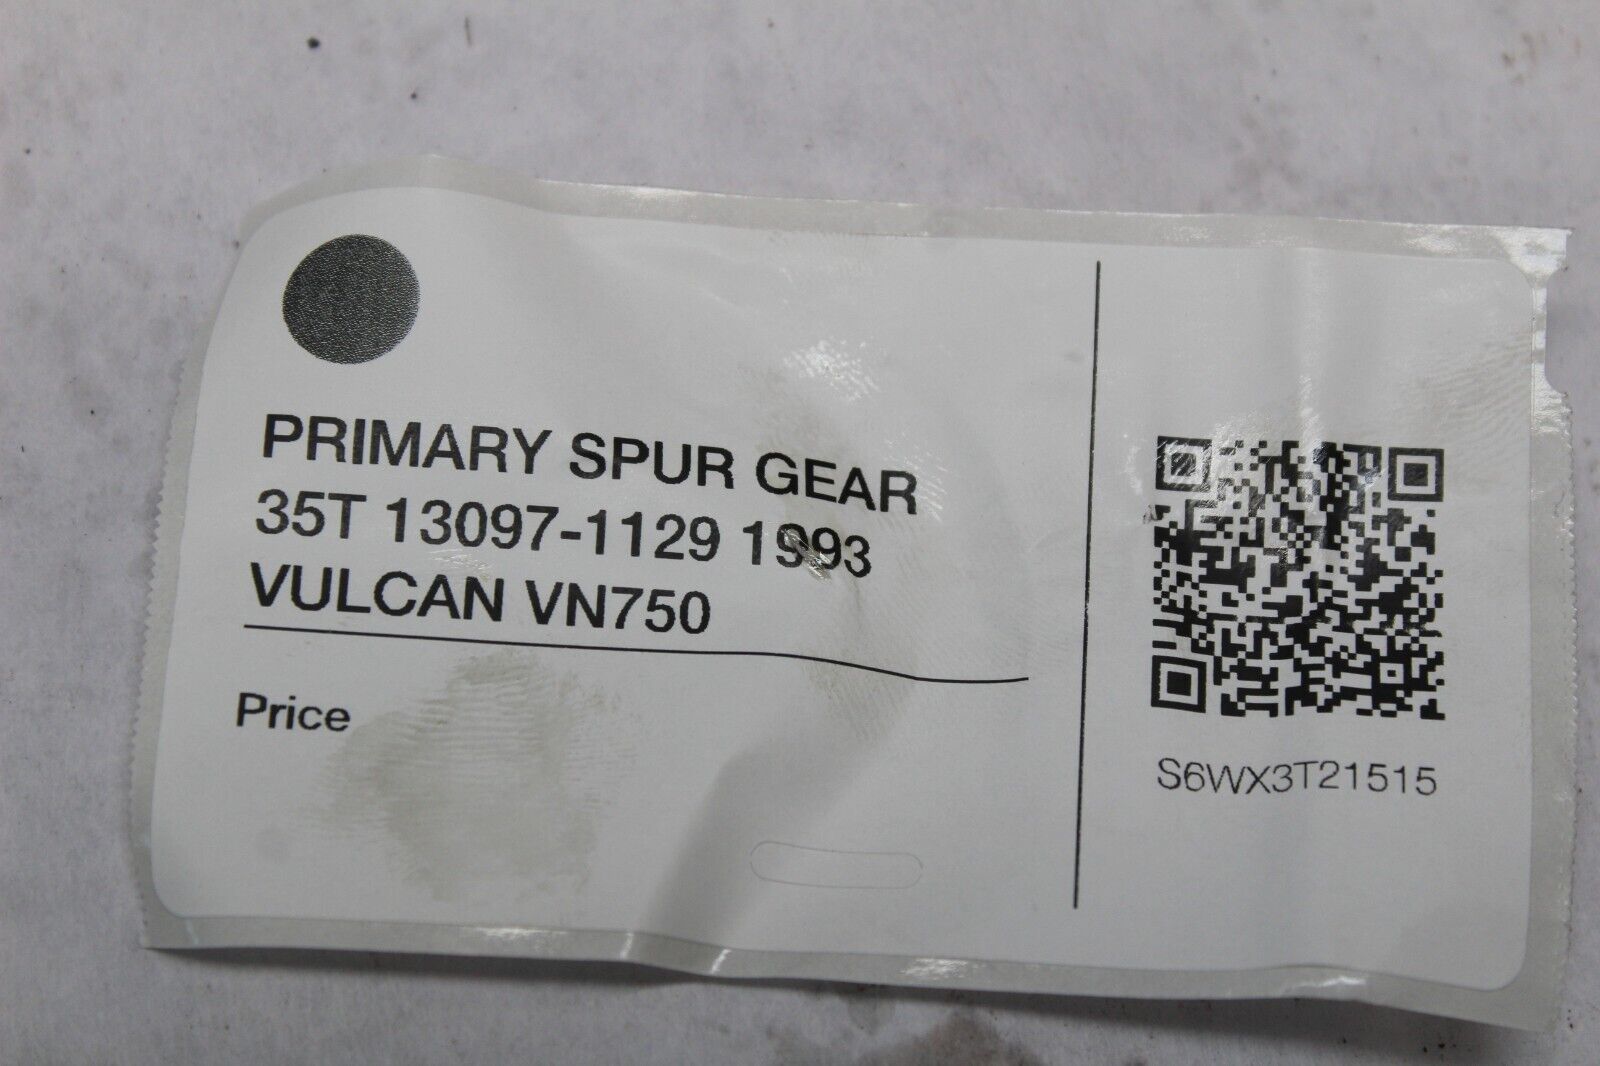 PRIMARY SPUR GEAR
35T 13097-1129 1993
VULCAN VN750
Price
S6WX3T21515